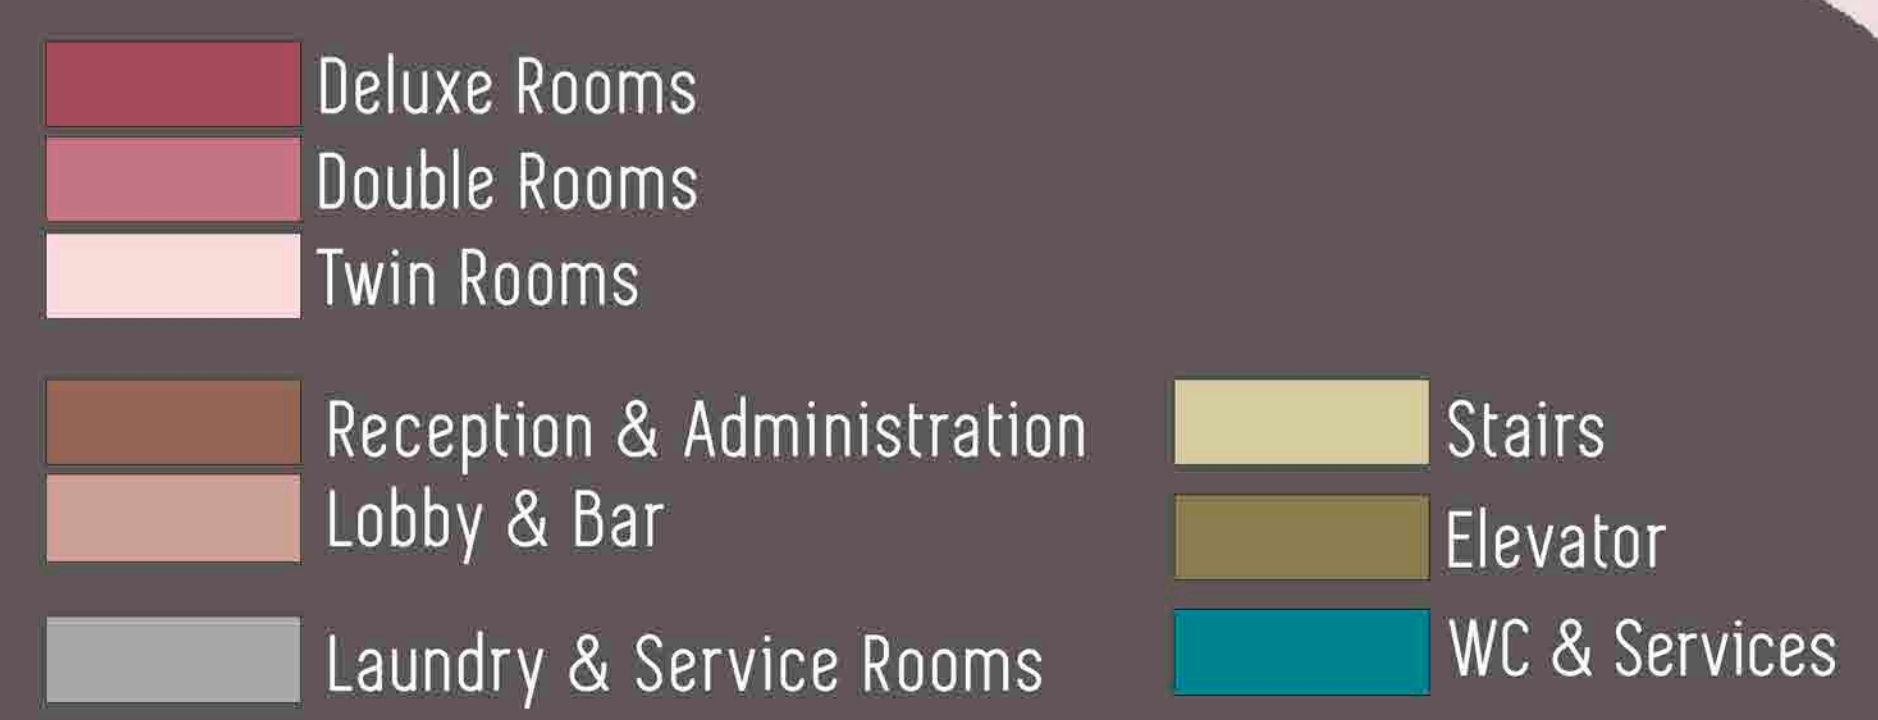 Deluxe Rooms
Double Rooms
Twin Rooms
Reception & Administration
Lobby & Bar
Laundry & Service Rooms
Stairs
Elevator
WC & Services